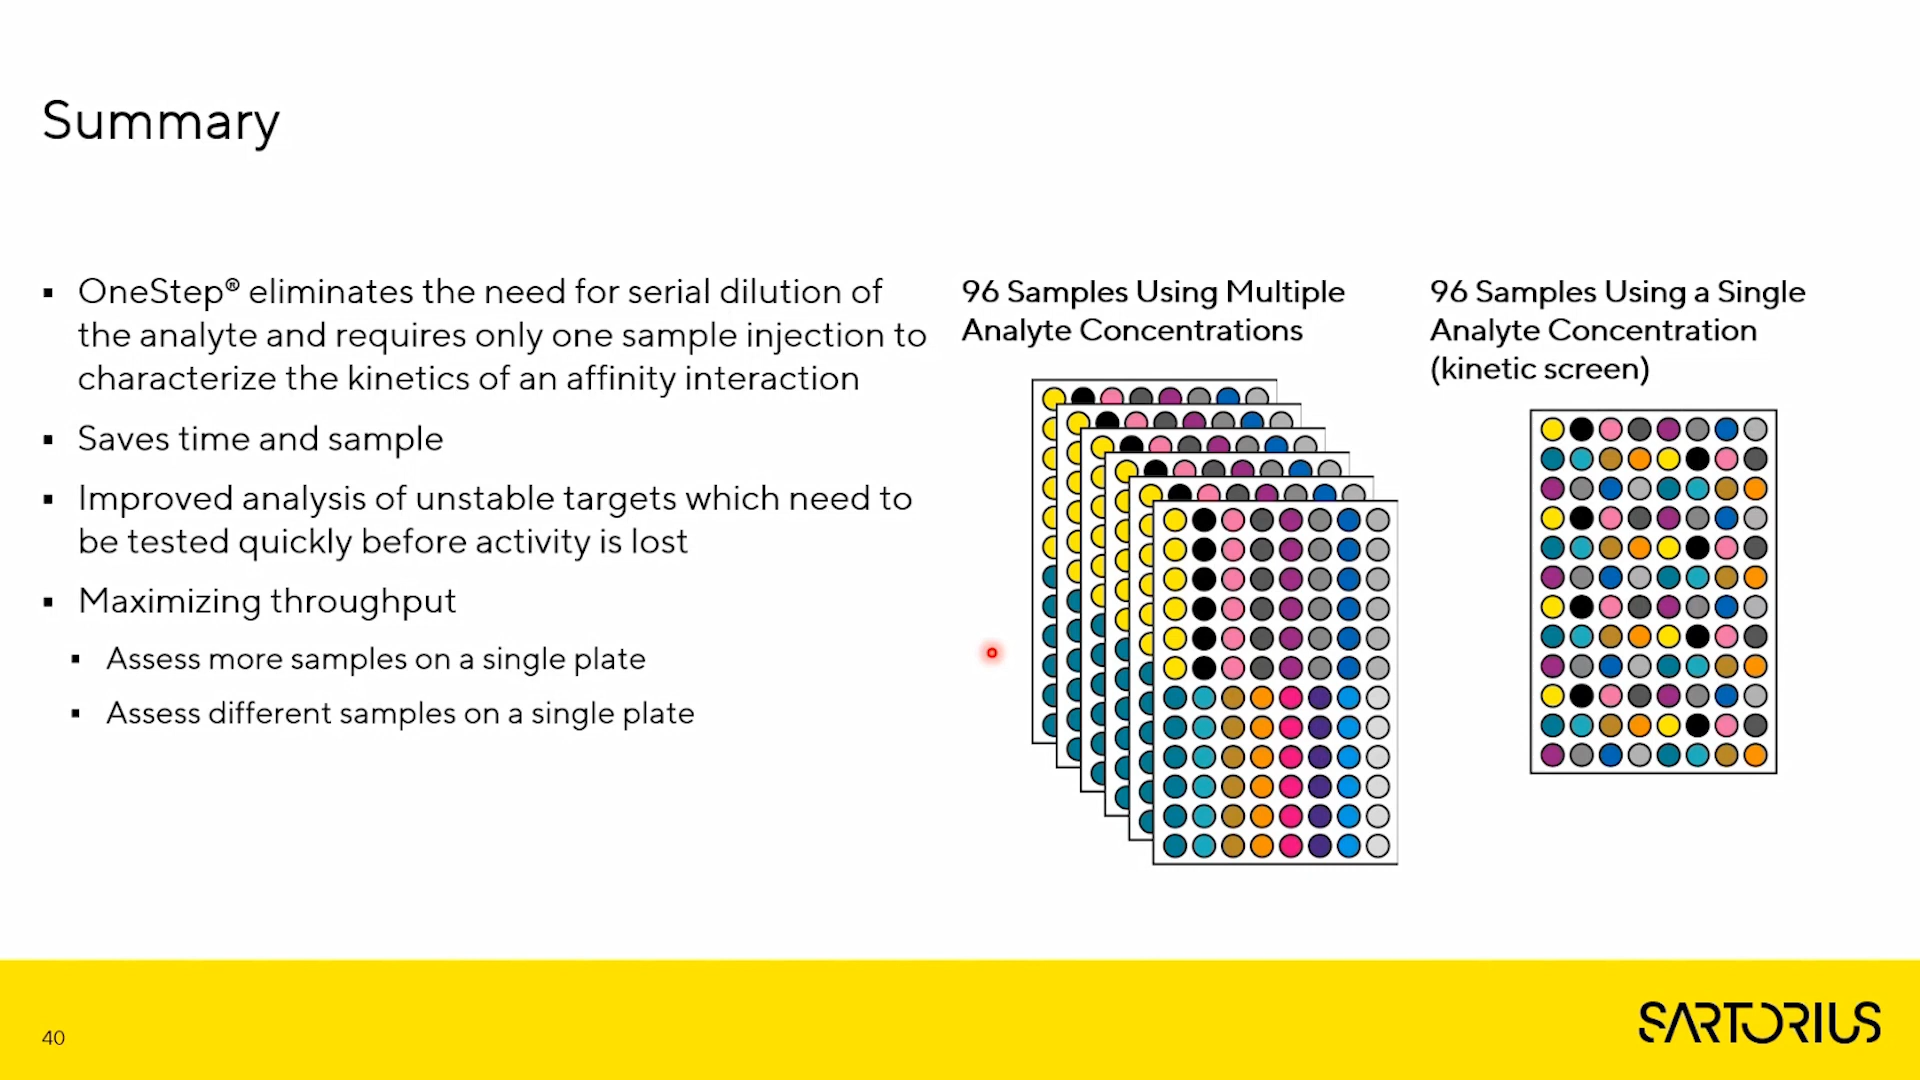 Summary
▪ OneStep® eliminates the need for serial dilution of
the analyte and requires only one sample injection to
characterize the kinetics of an affinity interaction
▪ Saves time and sample
▪ Improved analysis of unstable targets which need to
be tested quickly before activity is lost
▪ Maximizing throughput
▪ Assess more samples on a single plate
▪ Assess different samples on a single plate
96 Samples Using Multiple
Analyte Concentrations
96 Samples Using a Single
Analyte Concentration
(kinetic screen)
40
SARTORIUS